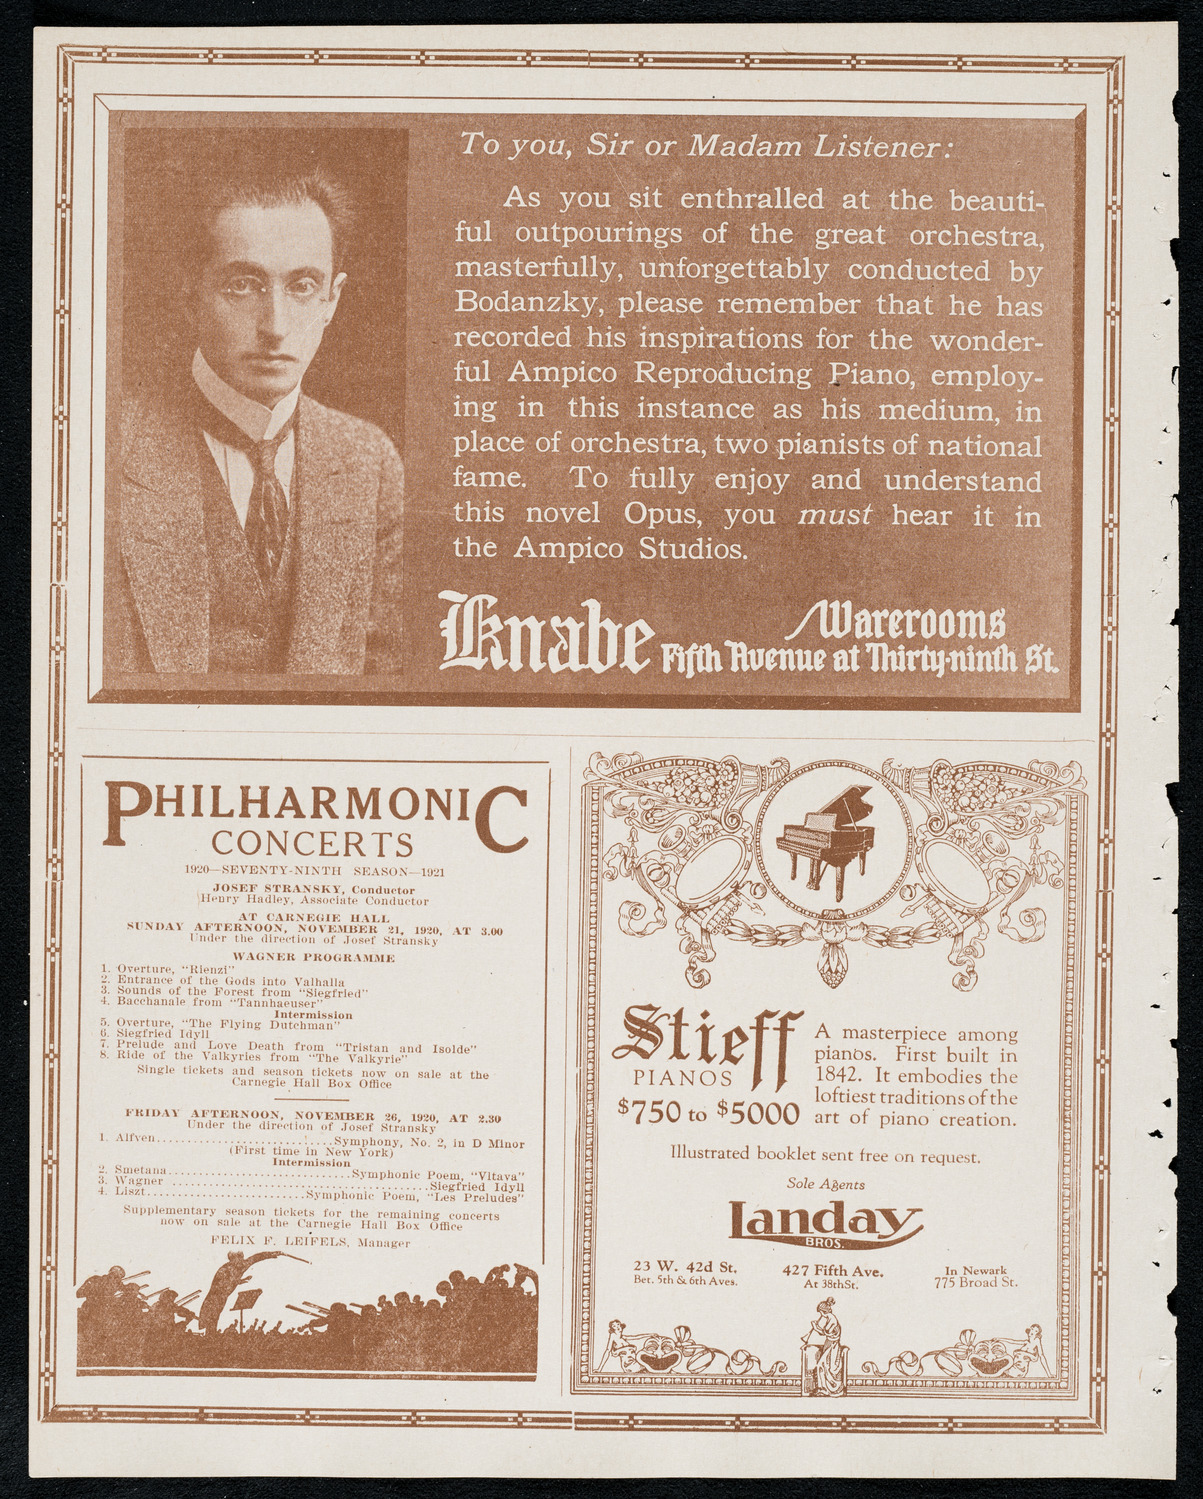 To you, Sir or Madam Listener:
As you sit enthralled at the beauti-
ful outpourings of the great orchestra,
masterfully, unforgettably conducted by
Bodanzky, please remember that he has
recorded his inspirations for the wonder-
ful Ampico Reproducing Piano, employ-
ing in this instance as his medium, in
place of orchestra, two pianists of national
fame. To fully enjoy and understand
this novel Opus, you must hear it in
the Ampico Studios.
Knabe Warerooms
Fifth Avenue at Thirty-ninth St.
PHILHARMONIC
CONCERTS
1920—SEVENTY-NINTH SEASON—1921
JOSEF STRANSKY, Conductor
Henry Hadley, Associate Conductor
AT CARNEGIE HALL
SUNDAY AFTERNOON, NOVEMBER 21, 1920, AT 3.00
Under the direction of Josef Stransky
WAGNER PROGRAMME
1. Overture, "Rienzi"
2. Entrance of the Gods into Valhalla
3. Sounds of the Forest from "Siegfried"
4. Bacchanale from "Tannhaeuser"
Intermission
5. Overture, "The Flying Dutchman"
6. Siegfried Idyll
7. Prelude and Love Death from "Tristan and Isolde"
8. Ride of the Valkyries from "The Valkyrie"
Single tickets and season tickets now on sale at the
Carnegie Hall Box Office
FRIDAY AFTERNOON, NOVEMBER 26, 1920, AT 2.30
Under the direction of Josef Stransky
1. Alfven..............................Symphony, No. 2, in D Minor
(First time in New York)
Intermission
2. Smetana..............................Symphonic Poem, "Vltava"
3. Wagner ..........................................Siegfried Idyll
4. Liszt..........................Symphonic Poem, "Les Preludes"
Supplementary season tickets for the remaining concerts
now on sale at the Carnegie Hall Box Office
FELIX F. LEIFELS, Manager
Stieff
PIANOS
$750 to $5000
A masterpiece among
pianos. First built in
1842. It embodies the
loftiest traditions of the
art of piano creation.
Illustrated booklet sent free on request.
Sole Agents
Landay
BROS.
23 W. 42d St.
Bet. 5th & 6th Aves.
427 Fifth Ave.
At 38th St.
In Newark
775 Broad St.